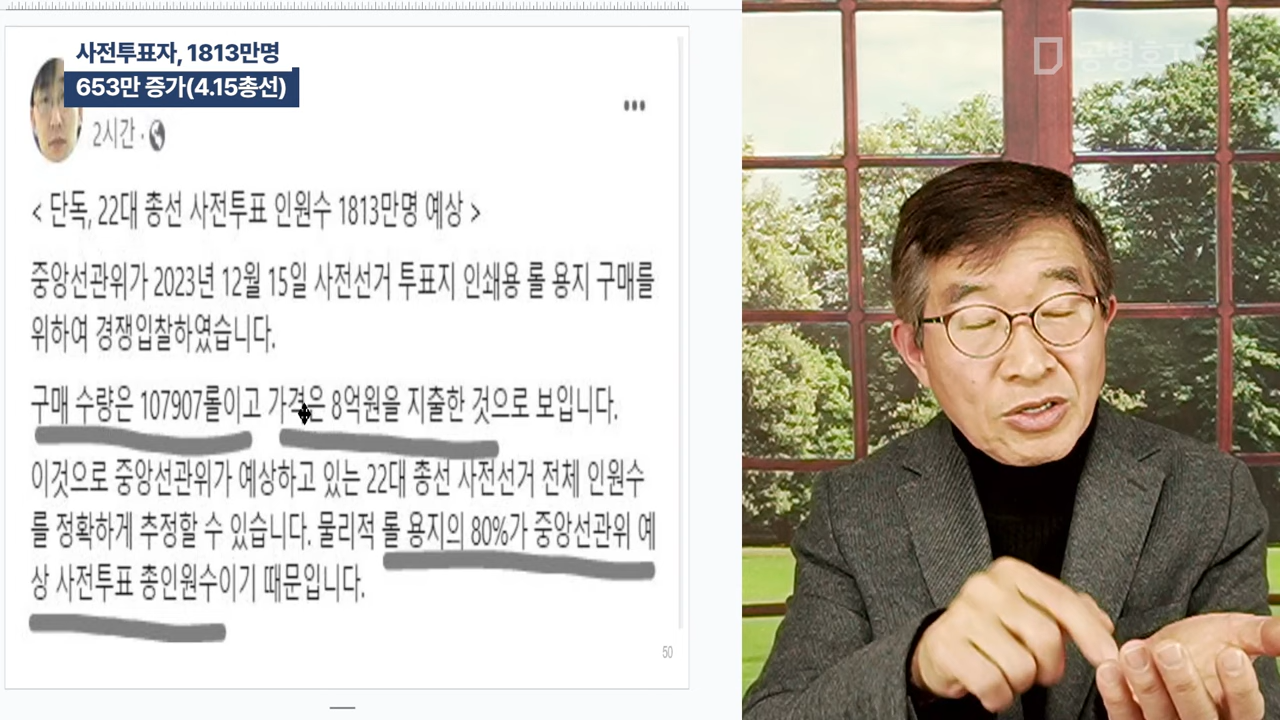 사전투표자, 1813만명
653만 증가(4.15총선)
공병호TV
2시간 ·
< 단독, 22대 총선 사전투표 인원수 1813만명 예상 >
중앙선관위가 2023년 12월 15일 사전선거 투표지 인쇄용 롤 용지 구매를
위하여 경쟁입찰하였습니다.
구매 수량은 107907롤이고 가격은 8억원을 지출한 것으로 보입니다.
이것으로 중앙선관위가 예상하고 있는 22대 총선 사전선거 전체 인원수
를 정확하게 추정할 수 있습니다. 물리적 롤 용지의 80%가 중앙선관위 예
상 사전투표 총인원수이기 때문입니다.
50